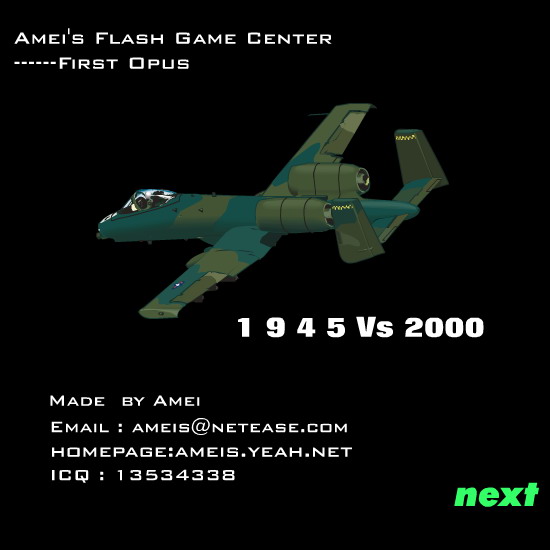 Amei's Flash Game Center
------First Opus
1 9 4 5 Vs 2000
Made by Amei
Email : ameis@netease.com
homepage:ameis.yeah.net
ICQ : 13534338
next